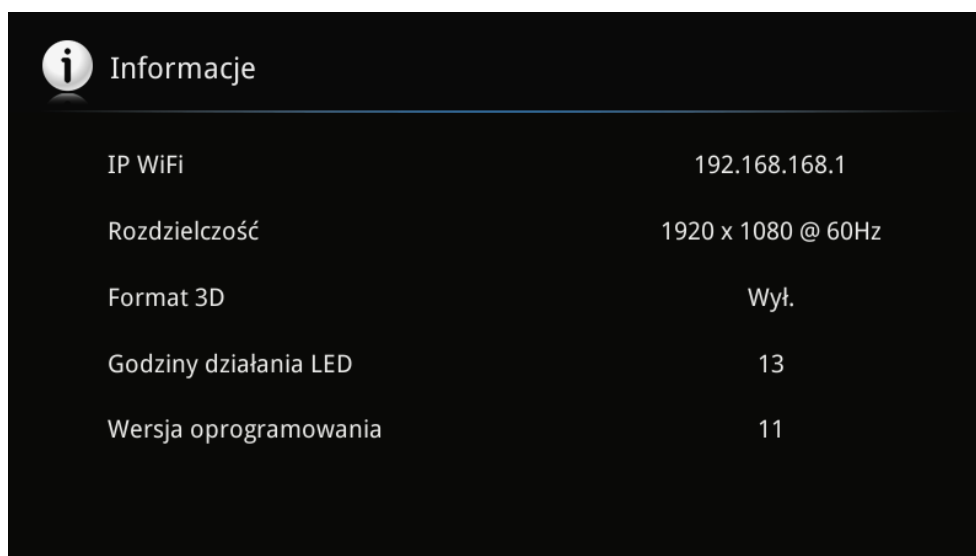 Informacje
IP WiFi 192.168.168.1
Rozdzielczość 1920 x 1080 @ 60Hz
Format 3D Wył.
Godziny działania LED 13
Wersja oprogramowania 11